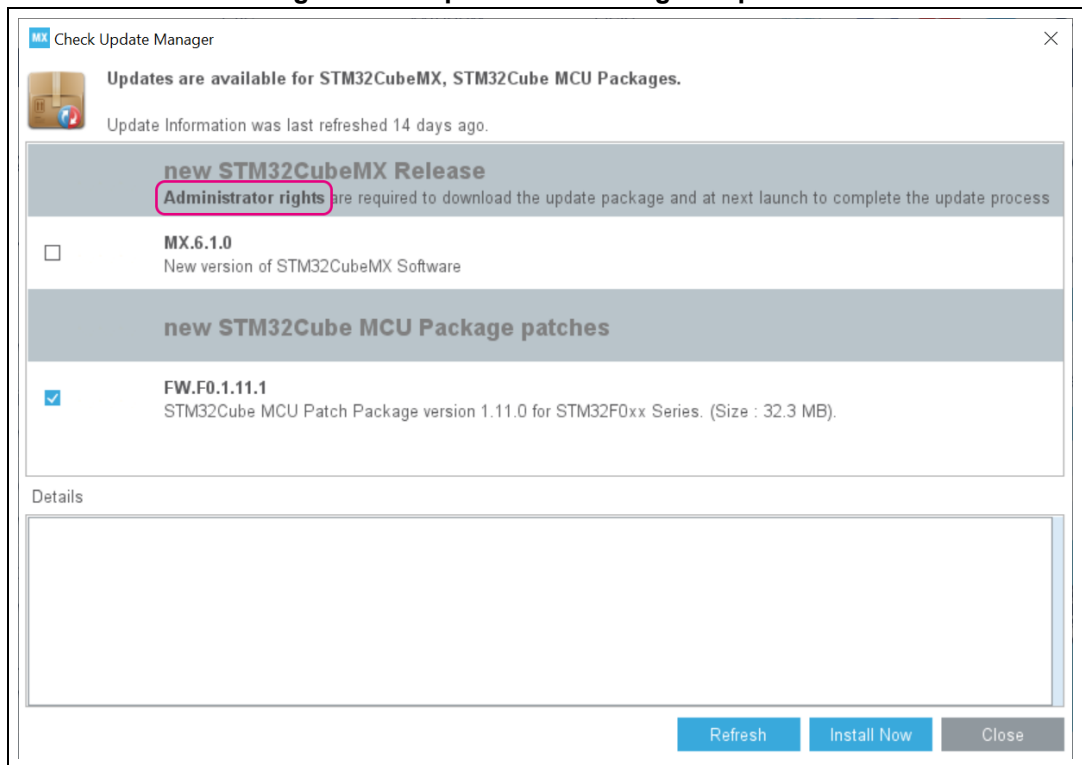 MX Check Update Manager
Updates are available for STM32CubeMX, STM32Cube MCU Packages.
Update Information was last refreshed 14 days ago.
new STM32CubeMX Release
Administrator rights are required to download the update package and at next launch to complete the update process
MX.6.1.0
New version of STM32CubeMX Software
new STM32Cube MCU Package patches
FW.F0.1.11.1
STM32Cube MCU Patch Package version 1.11.0 for STM32F0xx Series. (Size : 32.3 MB).
Details
Refresh Install Now Close